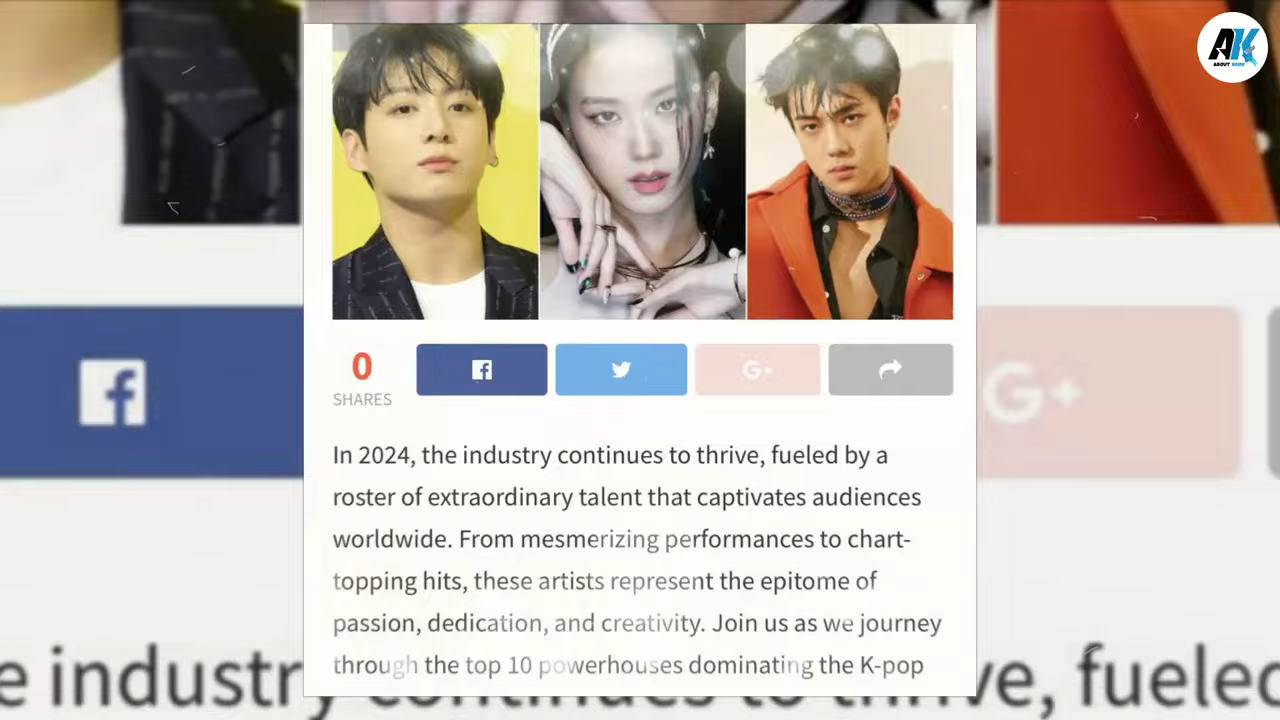 AK
ABOUT KPOP
0
SHARES
G+
G+
In 2024, the industry continues to thrive, fueled by a
roster of extraordinary talent that captivates audiences
worldwide. From mesmerizing performances to chart-
topping hits, these artists represent the epitome of
passion, dedication, and creativity. Join us as we journey
through the top 10 powerhouses dominating the K-pop
e industry continues to thrive, fueled